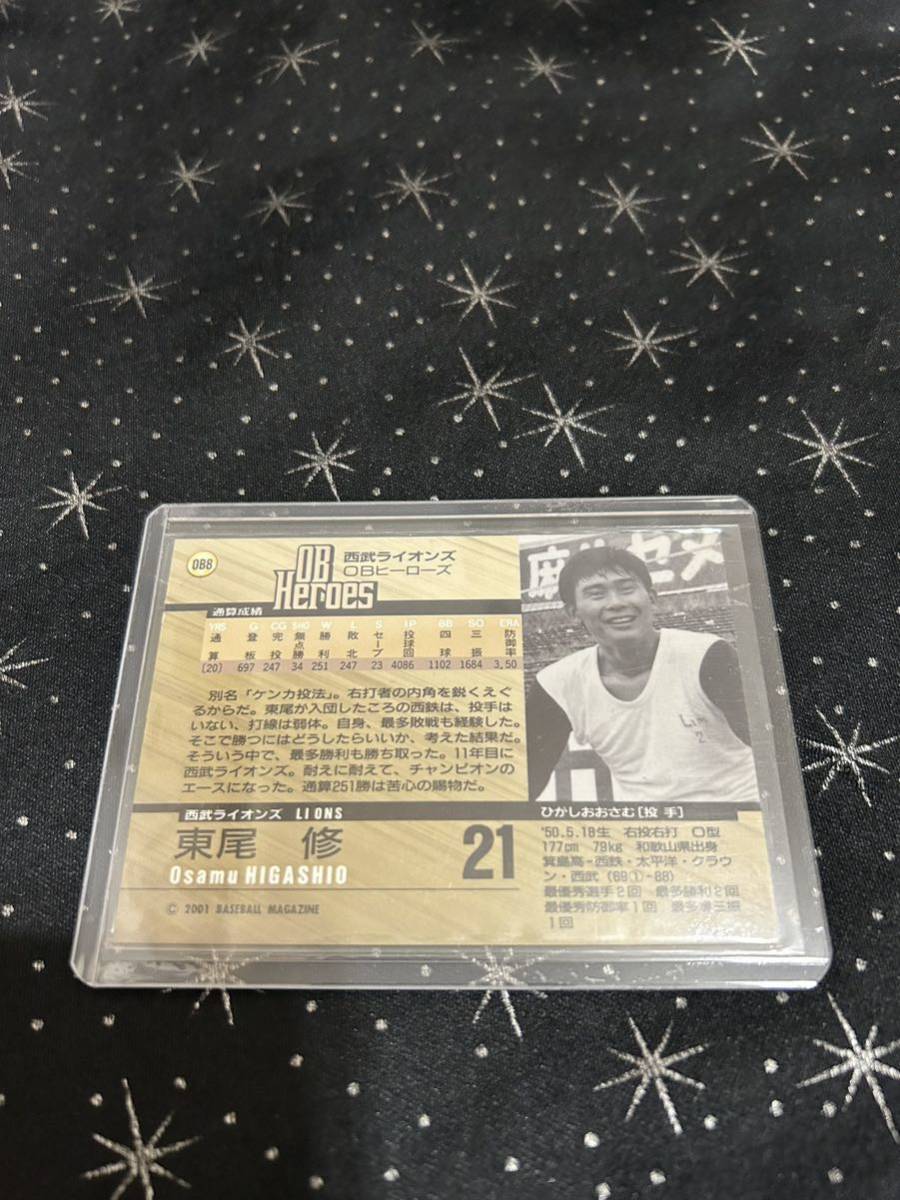 OB8
OB Heroes
西武ライオンズ
OBヒーローズ
麻 セス
通算成績
YRS G CG SHO W L S IP BB SO ERA
通算 登板 完投 無点勝 勝利 敗北 セーブ 投球回 四球 三振 防御率
(20) 697 247 34 251 247 23 4086 1102 1684 3.50
別名「ケンカ投法」。右打者の内角を鋭くえぐ
るからだ。東尾が入団したころの西鉄は、投手は
いない、打線は弱体。自身、最多敗戦も経験した。
そこで勝つにはどうしたらいいか、考えた結果だ。
そういう中で、最多勝利も勝ち取った。11年目に
西武ライオンズ。耐えに耐えて、チャンピオンの
エースになった。通算251勝は苦心の賜物だ。
西武ライオンズ LIONS
東尾 修
21
Osamu HIGASHIO
© 2001 BASEBALL MAGAZINE
ひがしおおさむ[投 手]
'50.5.18生 右投右打 O型
177cm 79kg 和歌山県出身
箕島高-西鉄・太平洋・クラウ
ン・西武(69①-88)
最優秀選手2回 最多勝利2回
最優秀防御率1回 最多奪三振
1回